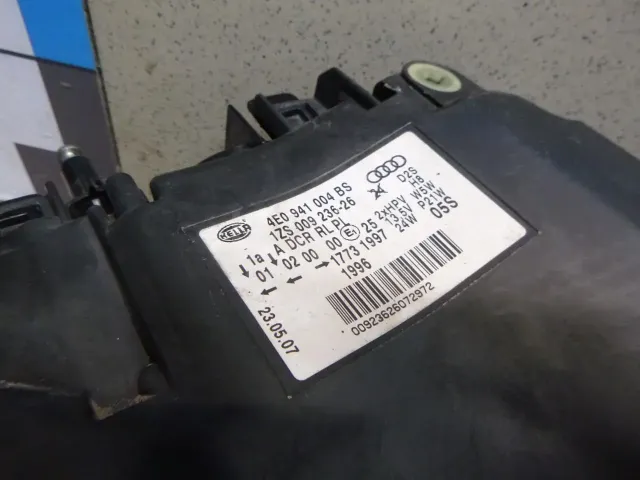 HELLA
4E0 941 004 BS
1ZS 009 236-26
1a A DCR RL PL
01 02 00 00 E1 25 2xHPV
1773 1997
1996
D2S
H8
W5W
13,5V P21W
24W 05S
23.05.07
00923626072972